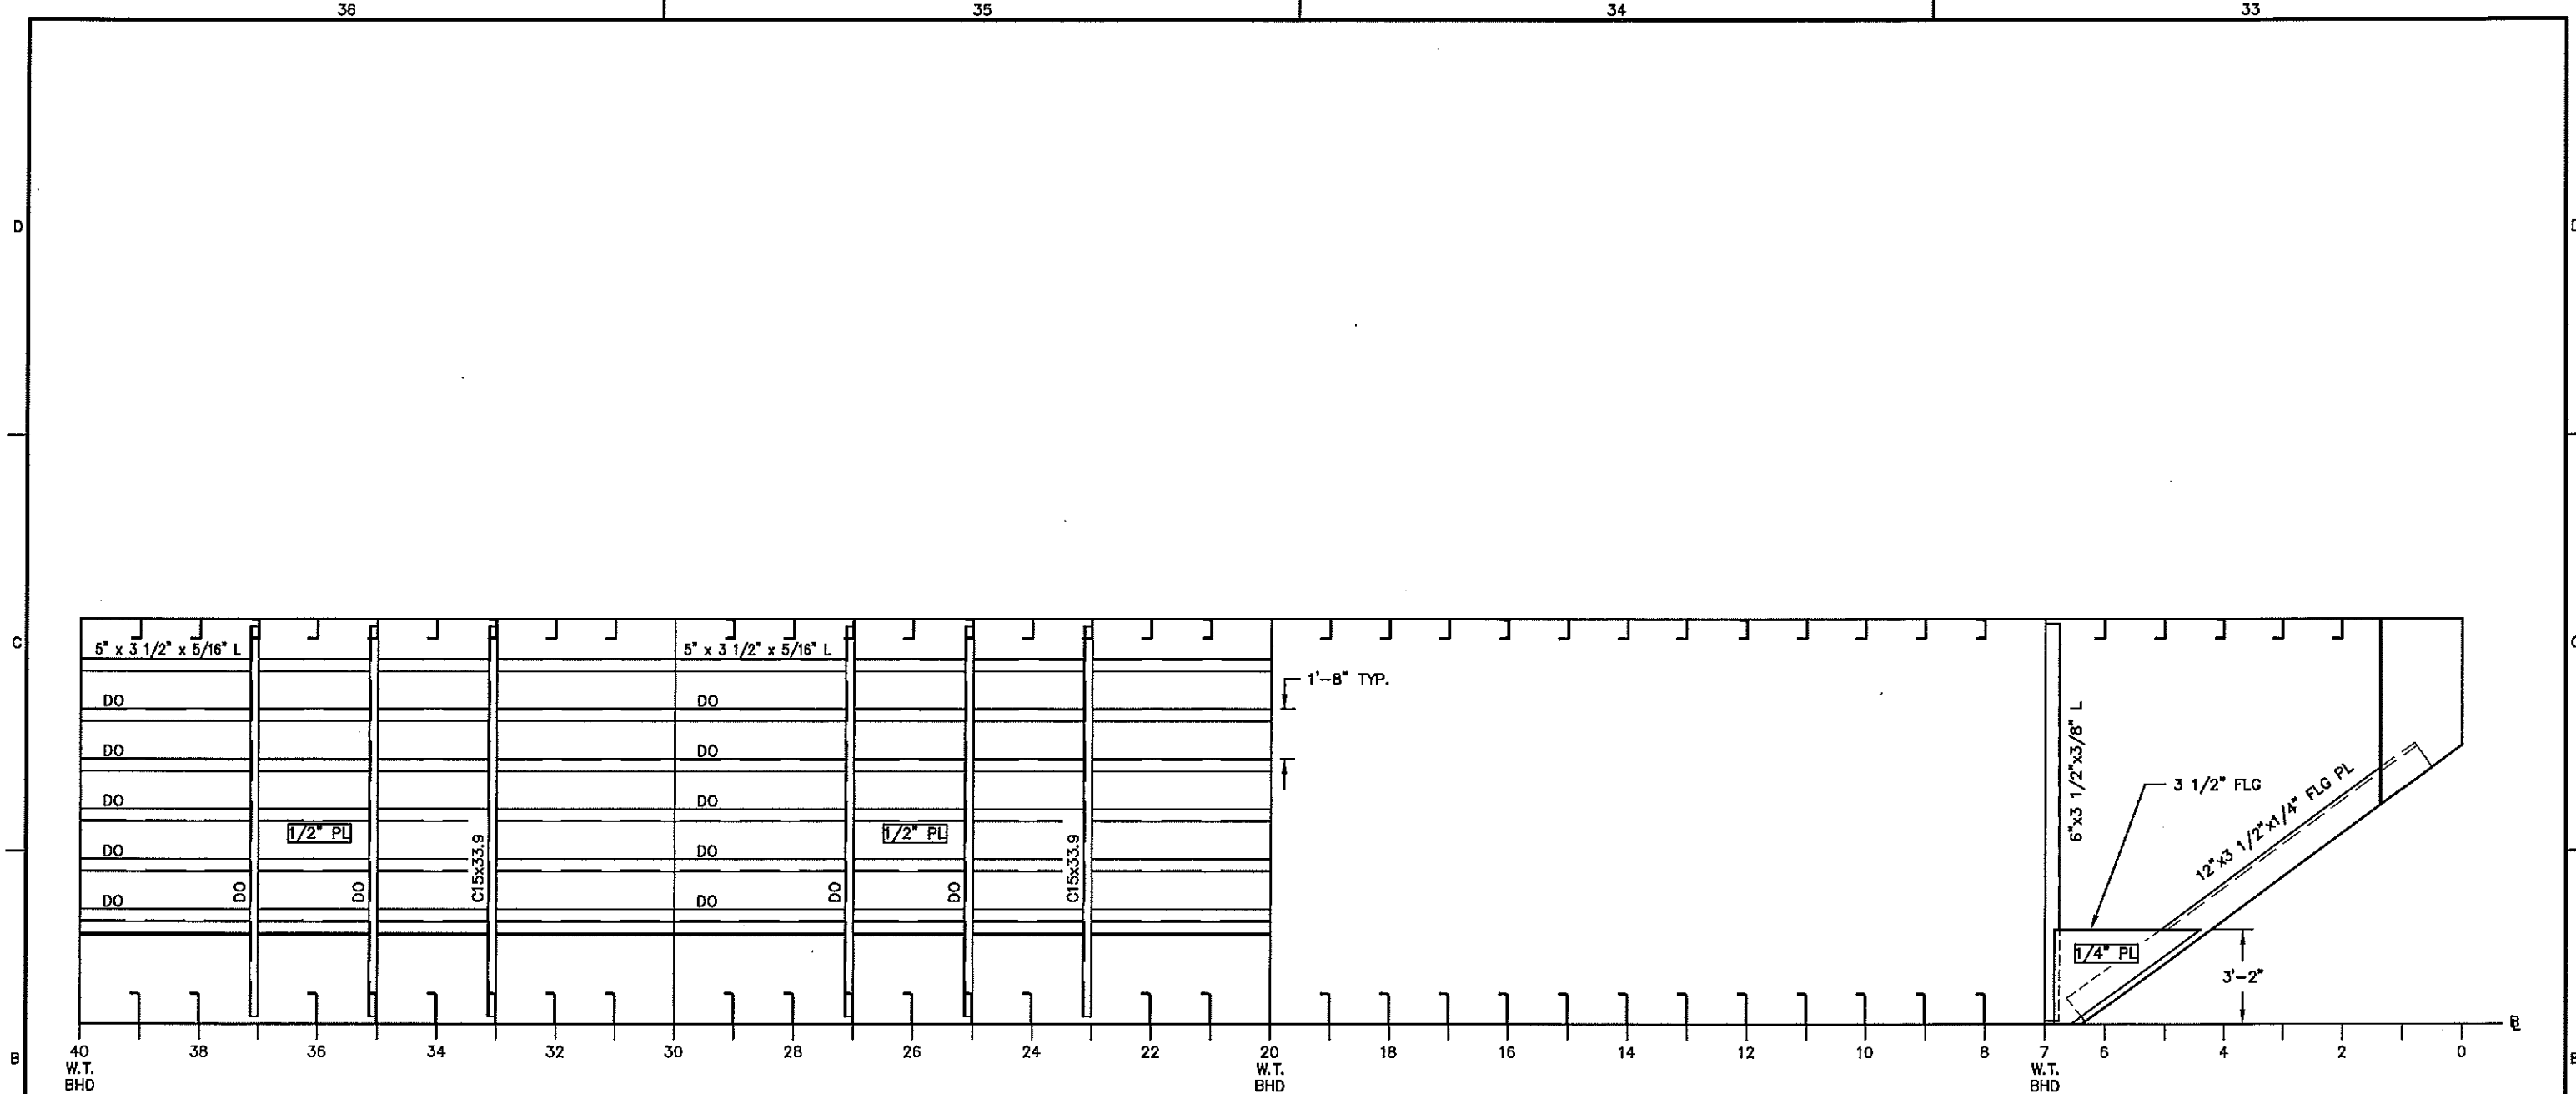 36 35 34 33
D D
C C
5" x 3 1/2" x 5/16" L 5" x 3 1/2" x 5/16" L
1'-8" TYP.
DO DO
DO DO
6"x3 1/2"x3/8" L
3 1/2" FLG
12"x3 1/2"x1/4" FLG PL
DO DO
1/2" PL 1/2" PL
DO DO
C15x33.9 C15x33.9
DO DO DO DO
DO DO
1/4" PL
3'-2"
BL
B B
40 38 36 34 32 30 28 26 24 22 20 18 16 14 12 10 8 7 6 4 2 0
W.T. W.T. W.T.
BHD BHD BHD